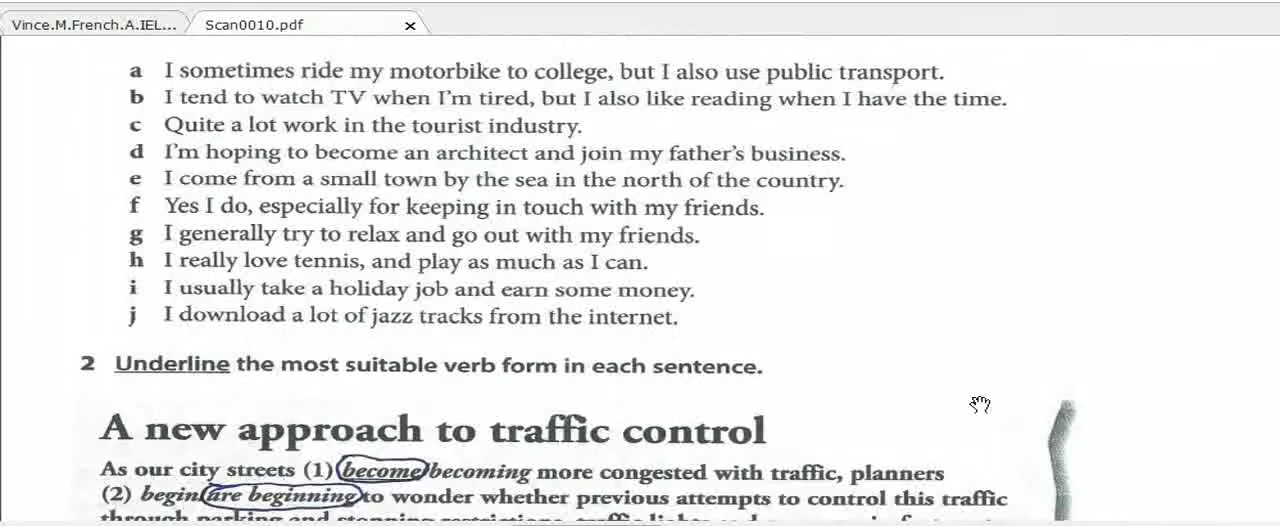 Vince.M.French.A.IEL...
Scan0010.pdf
a I sometimes ride my motorbike to college, but I also use public transport.
b I tend to watch TV when I'm tired, but I also like reading when I have the time.
c Quite a lot work in the tourist industry.
d I'm hoping to become an architect and join my father's business.
e I come from a small town by the sea in the north of the country.
f Yes I do, especially for keeping in touch with my friends.
g I generally try to relax and go out with my friends.
h I really love tennis, and play as much as I can.
i I usually take a holiday job and earn some money.
j I download a lot of jazz tracks from the internet.
2 Underline the most suitable verb form in each sentence.
A new approach to traffic control
As our city streets (1) become/becoming more congested with traffic, planners
(2) begin/are beginning to wonder whether previous attempts to control this traffic
through parking and stopping restrictions, traffic lights